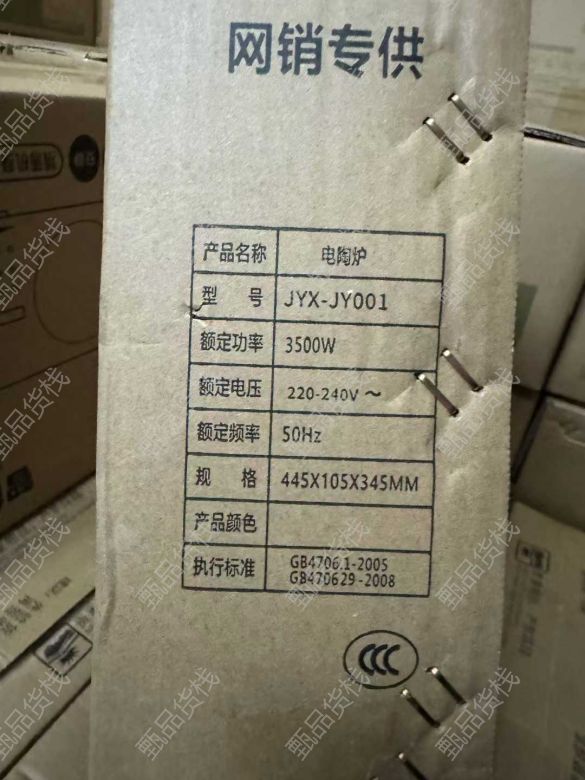 网销专供
产品名称 电陶炉
型 号 JYX-JY001
额定功率 3500W
额定电压 220-240V ～
额定频率 50Hz
规 格 445X105X345MM
产品颜色
执行标准 GB4706.1-2005
GB470629-2008
CCC
甄品货栈